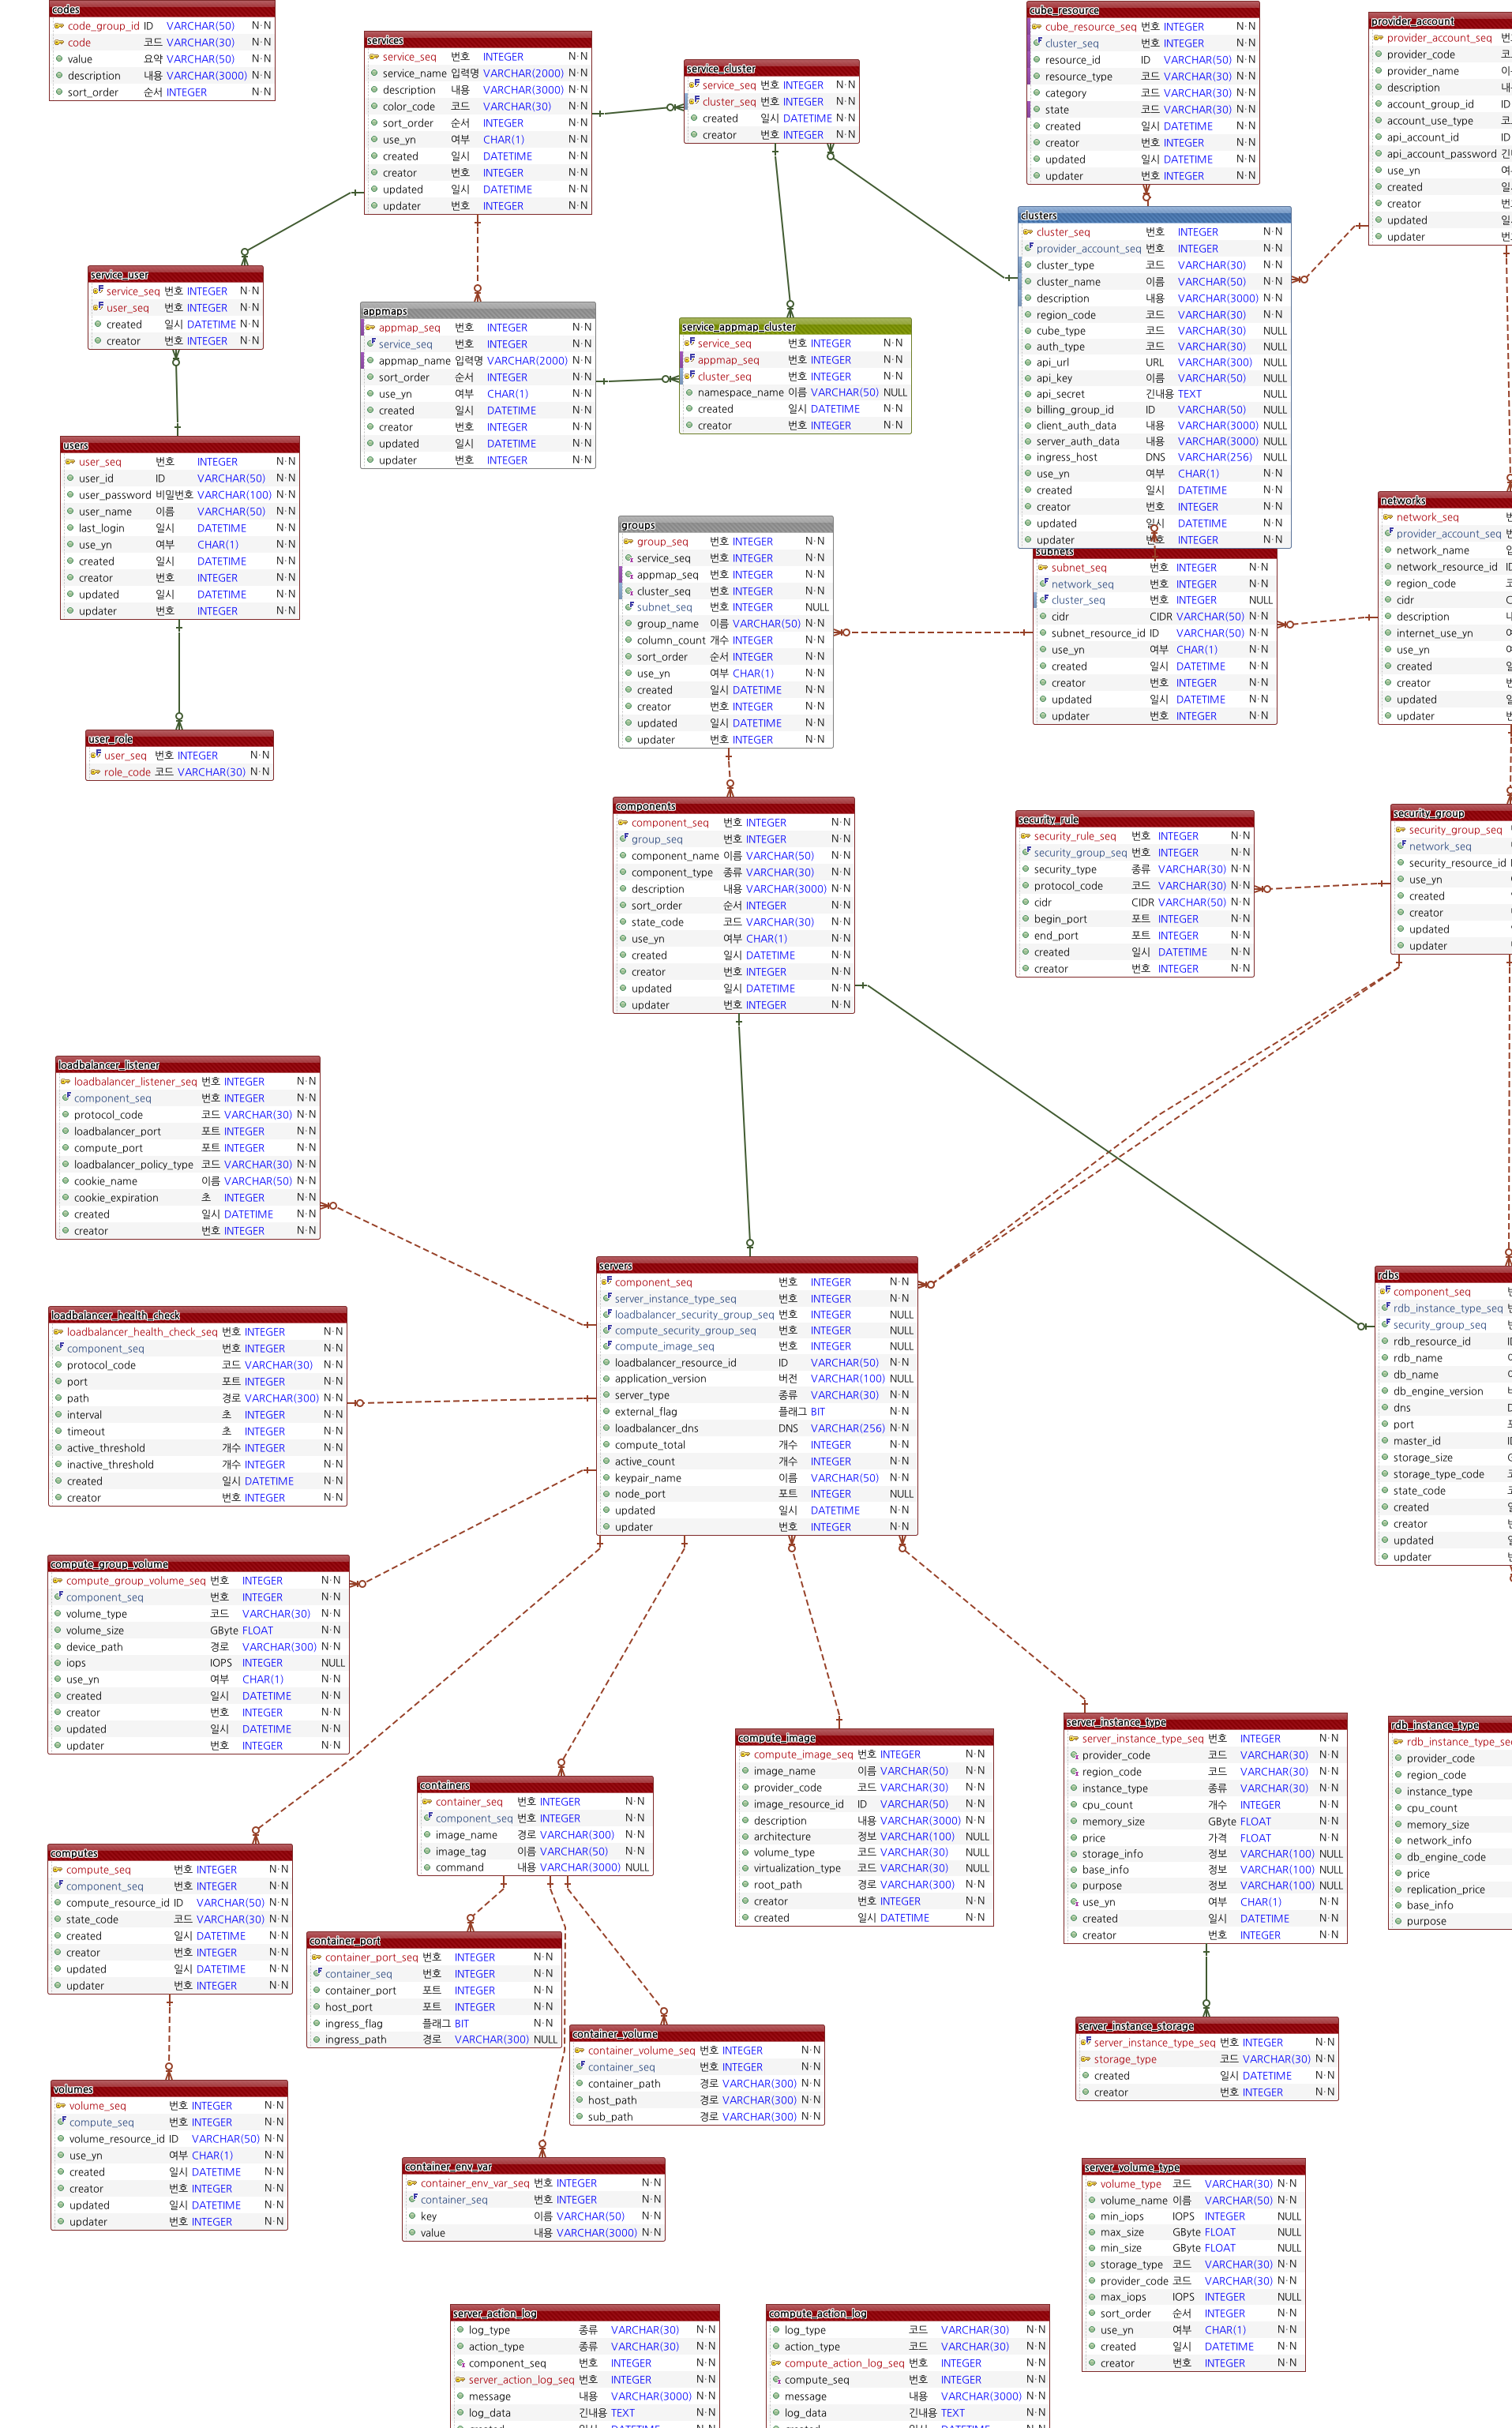 codes
code_group_id ID VARCHAR(50) N·N
code 코드 VARCHAR(30) N·N
value 요약 VARCHAR(50) N·N
description 내용 VARCHAR(3000) N·N
sort_order 순서 INTEGER N·N
services
service_seq 번호 INTEGER N·N
service_name 입력명 VARCHAR(2000) N·N
description 내용 VARCHAR(3000) N·N
color_code 코드 VARCHAR(30) N·N
sort_order 순서 INTEGER N·N
use_yn 여부 CHAR(1) N·N
created 일시 DATETIME N·N
creator 번호 INTEGER N·N
updated 일시 DATETIME N·N
updater 번호 INTEGER N·N
service_cluster
service_seq 번호 INTEGER N·N
cluster_seq 번호 INTEGER N·N
created 일시 DATETIME N·N
creator 번호 INTEGER N·N
cube_resource
cube_resource_seq 번호 INTEGER N·N
cluster_seq 번호 INTEGER N·N
resource_id ID VARCHAR(50) N·N
resource_type 코드 VARCHAR(30) N·N
category 코드 VARCHAR(30) N·N
state 코드 VARCHAR(30) N·N
created 일시 DATETIME N·N
creator 번호 INTEGER N·N
updated 일시 DATETIME N·N
updater 번호 INTEGER N·N
provider_account
provider_account_seq
provider_code
provider_name
description
account_group_id ID
account_use_type
api_account_id ID
api_account_password
use_yn
created
creator
updated
updater
clusters
cluster_seq 번호 INTEGER N·N
provider_account_seq 번호 INTEGER N·N
cluster_type 코드 VARCHAR(30) N·N
cluster_name 이름 VARCHAR(50) N·N
description 내용 VARCHAR(3000) N·N
region_code 코드 VARCHAR(30) N·N
cube_type 코드 VARCHAR(30) NULL
auth_type 코드 VARCHAR(30) NULL
api_url URL VARCHAR(300) NULL
api_key 이름 VARCHAR(50) NULL
api_secret 긴내용 TEXT NULL
billing_group_id ID VARCHAR(50) NULL
client_auth_data 내용 VARCHAR(3000) NULL
server_auth_data 내용 VARCHAR(3000) NULL
ingress_host DNS VARCHAR(256) NULL
use_yn 여부 CHAR(1) N·N
created 일시 DATETIME N·N
creator 번호 INTEGER N·N
updated 일시 DATETIME N·N
updater 번호 INTEGER N·N
service_user
service_seq 번호 INTEGER N·N
user_seq 번호 INTEGER N·N
created 일시 DATETIME N·N
creator 번호 INTEGER N·N
appmaps
appmap_seq 번호 INTEGER N·N
service_seq 번호 INTEGER N·N
appmap_name 입력명 VARCHAR(2000) N·N
sort_order 순서 INTEGER N·N
use_yn 여부 CHAR(1) N·N
created 일시 DATETIME N·N
creator 번호 INTEGER N·N
updated 일시 DATETIME N·N
updater 번호 INTEGER N·N
service_appmap_cluster
service_seq 번호 INTEGER N·N
appmap_seq 번호 INTEGER N·N
cluster_seq 번호 INTEGER N·N
namespace_name 이름 VARCHAR(50) NULL
created 일시 DATETIME N·N
creator 번호 INTEGER N·N
users
user_seq 번호 INTEGER N·N
user_id ID VARCHAR(50) N·N
user_password 비밀번호 VARCHAR(100) N·N
user_name 이름 VARCHAR(50) N·N
last_login 일시 DATETIME N·N
use_yn 여부 CHAR(1) N·N
created 일시 DATETIME N·N
creator 번호 INTEGER N·N
updated 일시 DATETIME N·N
updater 번호 INTEGER N·N
groups
group_seq 번호 INTEGER N·N
service_seq 번호 INTEGER N·N
appmap_seq 번호 INTEGER N·N
cluster_seq 번호 INTEGER N·N
subnet_seq 번호 INTEGER NULL
group_name 이름 VARCHAR(50) N·N
column_count 개수 INTEGER N·N
sort_order 순서 INTEGER N·N
use_yn 여부 CHAR(1) N·N
created 일시 DATETIME N·N
creator 번호 INTEGER N·N
updated 일시 DATETIME N·N
updater 번호 INTEGER N·N
subnets
subnet_seq 번호 INTEGER N·N
network_seq 번호 INTEGER N·N
cluster_seq 번호 INTEGER NULL
cidr CIDR VARCHAR(50) N·N
subnet_resource_id ID VARCHAR(50) N·N
use_yn 여부 CHAR(1) N·N
created 일시 DATETIME N·N
creator 번호 INTEGER N·N
updated 일시 DATETIME N·N
updater 번호 INTEGER N·N
networks
network_seq
provider_account_seq
network_name
network_resource_id
region_code
cidr
description
internet_use_yn
use_yn
created
creator
updated
updater
user_role
user_seq 번호 INTEGER N·N
role_code 코드 VARCHAR(30) N·N
components
component_seq 번호 INTEGER N·N
group_seq 번호 INTEGER N·N
component_name 이름 VARCHAR(50) N·N
component_type 종류 VARCHAR(30) N·N
description 내용 VARCHAR(3000) N·N
sort_order 순서 INTEGER N·N
state_code 코드 VARCHAR(30) N·N
use_yn 여부 CHAR(1) N·N
created 일시 DATETIME N·N
creator 번호 INTEGER N·N
updated 일시 DATETIME N·N
updater 번호 INTEGER N·N
security_rule
security_rule_seq 번호 INTEGER N·N
security_group_seq 번호 INTEGER N·N
security_type 종류 VARCHAR(30) N·N
protocol_code 코드 VARCHAR(30) N·N
cidr CIDR VARCHAR(50) N·N
begin_port 포트 INTEGER N·N
end_port 포트 INTEGER N·N
created 일시 DATETIME N·N
creator 번호 INTEGER N·N
security_group
security_group_seq
network_seq
security_resource_id
use_yn
created
creator
updated
updater
loadbalancer_listener
loadbalancer_listener_seq 번호 INTEGER N·N
component_seq 번호 INTEGER N·N
protocol_code 코드 VARCHAR(30) N·N
loadbalancer_port 포트 INTEGER N·N
compute_port 포트 INTEGER N·N
loadbalancer_policy_type 코드 VARCHAR(30) N·N
cookie_name 이름 VARCHAR(50) N·N
cookie_expiration 초 INTEGER N·N
created 일시 DATETIME N·N
creator 번호 INTEGER N·N
servers
component_seq 번호 INTEGER N·N
server_instance_type_seq 번호 INTEGER N·N
loadbalancer_security_group_seq 번호 INTEGER NULL
compute_security_group_seq 번호 INTEGER NULL
compute_image_seq 번호 INTEGER NULL
loadbalancer_resource_id ID VARCHAR(50) N·N
application_version 버전 VARCHAR(100) NULL
server_type 종류 VARCHAR(30) N·N
external_flag 플래그 BIT N·N
loadbalancer_dns DNS VARCHAR(256) N·N
compute_total 개수 INTEGER N·N
active_count 개수 INTEGER N·N
keypair_name 이름 VARCHAR(50) N·N
node_port 포트 INTEGER NULL
updated 일시 DATETIME N·N
updater 번호 INTEGER N·N
rdbs
component_seq
rdb_instance_type_seq
security_group_seq
rdb_resource_id
rdb_name
db_name
db_engine_version
dns
port
master_id
storage_size
storage_type_code
state_code
created
creator
updated
updater
loadbalancer_health_check
loadbalancer_health_check_seq 번호 INTEGER N·N
component_seq 번호 INTEGER N·N
protocol_code 코드 VARCHAR(30) N·N
port 포트 INTEGER N·N
path 경로 VARCHAR(300) N·N
interval 초 INTEGER N·N
timeout 초 INTEGER N·N
active_threshold 개수 INTEGER N·N
inactive_threshold 개수 INTEGER N·N
created 일시 DATETIME N·N
creator 번호 INTEGER N·N
compute_group_volume
compute_group_volume_seq 번호 INTEGER N·N
component_seq 번호 INTEGER N·N
volume_type 코드 VARCHAR(30) N·N
volume_size GByte FLOAT N·N
device_path 경로 VARCHAR(300) N·N
iops IOPS INTEGER NULL
use_yn 여부 CHAR(1) N·N
created 일시 DATETIME N·N
creator 번호 INTEGER N·N
updated 일시 DATETIME N·N
updater 번호 INTEGER N·N
containers
container_seq 번호 INTEGER N·N
component_seq 번호 INTEGER N·N
image_name 경로 VARCHAR(300) N·N
image_tag 이름 VARCHAR(50) N·N
command 내용 VARCHAR(3000) NULL
compute_image
compute_image_seq 번호 INTEGER N·N
image_name 이름 VARCHAR(50) N·N
provider_code 코드 VARCHAR(30) N·N
image_resource_id ID VARCHAR(50) N·N
description 내용 VARCHAR(3000) N·N
architecture 정보 VARCHAR(100) NULL
volume_type 코드 VARCHAR(30) NULL
virtualization_type 코드 VARCHAR(30) NULL
root_path 경로 VARCHAR(300) N·N
creator 번호 INTEGER N·N
created 일시 DATETIME N·N
server_instance_type
server_instance_type_seq 번호 INTEGER N·N
provider_code 코드 VARCHAR(30) N·N
region_code 코드 VARCHAR(30) N·N
instance_type 종류 VARCHAR(30) N·N
cpu_count 개수 INTEGER N·N
memory_size GByte FLOAT N·N
price 가격 FLOAT N·N
storage_info 정보 VARCHAR(100) NULL
base_info 정보 VARCHAR(100) NULL
purpose 정보 VARCHAR(100) NULL
use_yn 여부 CHAR(1) N·N
created 일시 DATETIME N·N
creator 번호 INTEGER N·N
rdb_instance_type
provider_code
region_code
instance_type
cpu_count
memory_size
network_info
db_engine_code
price
replication_price
base_info
purpose
computes
compute_seq 번호 INTEGER N·N
component_seq 번호 INTEGER N·N
compute_resource_id ID VARCHAR(50) N·N
state_code 코드 VARCHAR(30) N·N
created 일시 DATETIME N·N
creator 번호 INTEGER N·N
updated 일시 DATETIME N·N
updater 번호 INTEGER N·N
container_port
container_port_seq 번호 INTEGER N·N
container_seq 번호 INTEGER N·N
container_port 포트 INTEGER N·N
host_port 포트 INTEGER N·N
ingress_flag 플래그 BIT N·N
ingress_path 경로 VARCHAR(300) NULL
container_volume
container_volume_seq 번호 INTEGER N·N
container_seq 번호 INTEGER N·N
container_path 경로 VARCHAR(300) N·N
host_path 경로 VARCHAR(300) N·N
sub_path 경로 VARCHAR(300) N·N
server_instance_storage
server_instance_type_seq 번호 INTEGER N·N
storage_type 코드 VARCHAR(30) N·N
created 일시 DATETIME N·N
creator 번호 INTEGER N·N
volumes
volume_seq 번호 INTEGER N·N
compute_seq 번호 INTEGER N·N
volume_resource_id ID VARCHAR(50) N·N
use_yn 여부 CHAR(1) N·N
created 일시 DATETIME N·N
creator 번호 INTEGER N·N
updated 일시 DATETIME N·N
updater 번호 INTEGER N·N
container_env_var
container_env_var_seq 번호 INTEGER N·N
container_seq 번호 INTEGER N·N
key 이름 VARCHAR(50) N·N
value 내용 VARCHAR(3000) N·N
server_volume_type
volume_type 코드 VARCHAR(30) N·N
volume_name 이름 VARCHAR(50) N·N
min_iops IOPS INTEGER NULL
max_size GByte FLOAT NULL
min_size GByte FLOAT NULL
storage_type 코드 VARCHAR(30) N·N
provider_code 코드 VARCHAR(30) N·N
max_iops IOPS INTEGER NULL
sort_order 순서 INTEGER N·N
use_yn 여부 CHAR(1) N·N
created 일시 DATETIME N·N
creator 번호 INTEGER N·N
server_action_log
log_type 종류 VARCHAR(30) N·N
action_type 종류 VARCHAR(30) N·N
component_seq 번호 INTEGER N·N
server_action_log_seq 번호 INTEGER N·N
message 내용 VARCHAR(3000) N·N
log_data 긴내용 TEXT N·N
compute_action_log
log_type 코드 VARCHAR(30) N·N
action_type 코드 VARCHAR(30) N·N
compute_action_log_seq 번호 INTEGER N·N
compute_seq 번호 INTEGER N·N
message 내용 VARCHAR(3000) N·N
log_data 긴내용 TEXT N·N